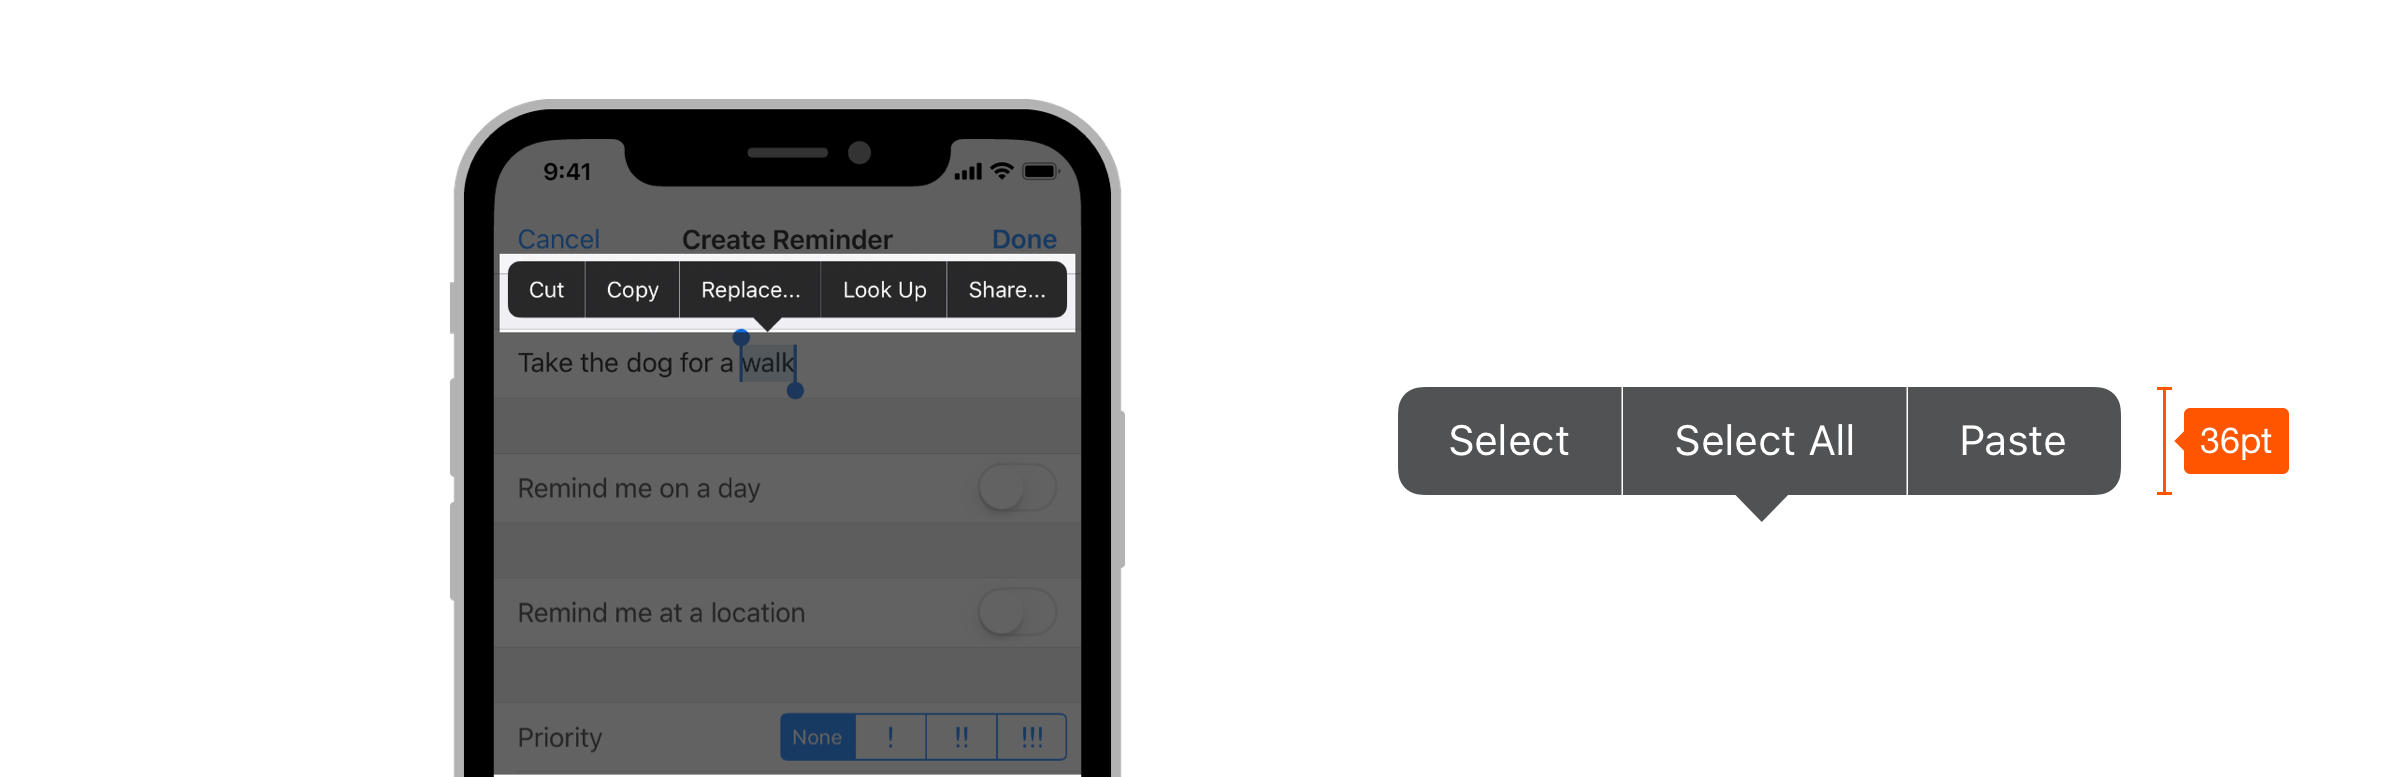 9:41
Cancel Create Reminder Done
Cut Copy Replace... Look Up Share...
Take the dog for a walk
Remind me on a day
Remind me at a location
Priority None ! !! !!!
Select Select All Paste 36pt